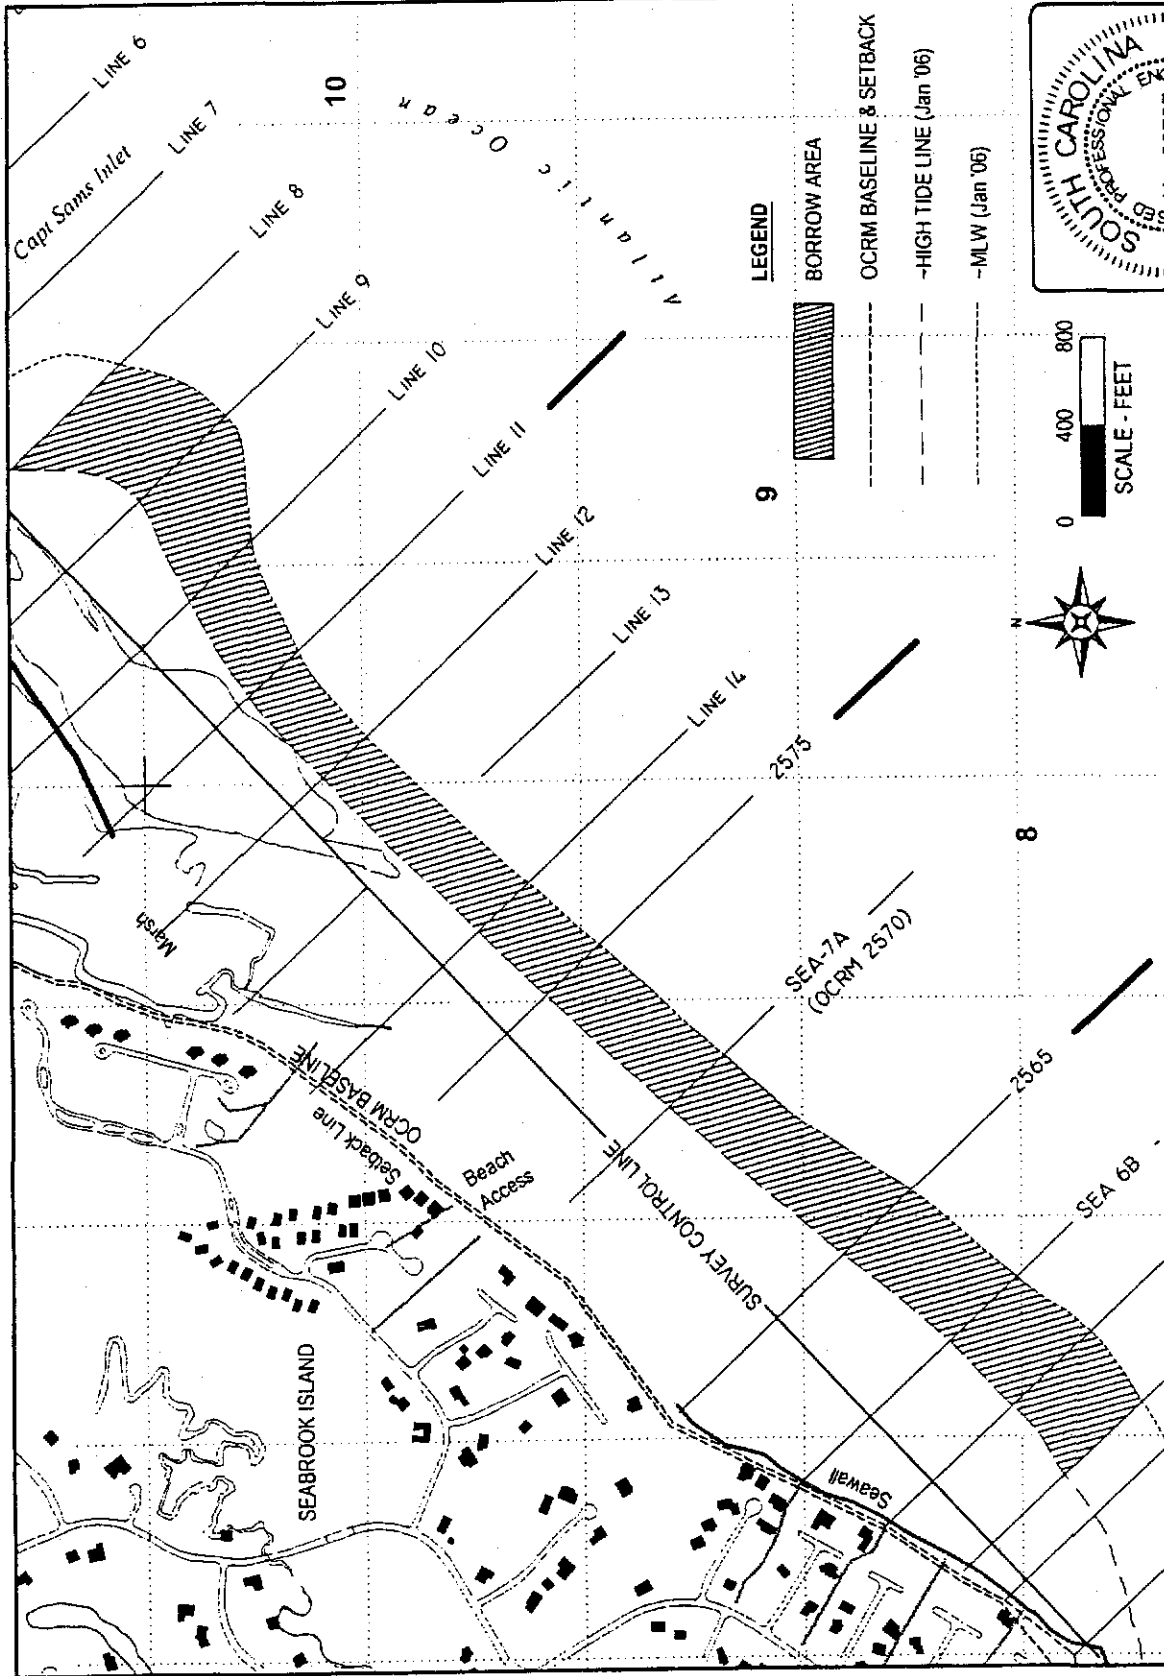 LINE 6
LINE 7
Capt Sams Inlet
LINE 8
LINE 9
LINE 10
LINE 11
LINE 12
LINE 13
LINE 14
2575
SEA-7A
(OCRM 2570)
2565
SEA 6B
10
9
8
Atlantic Ocean
Marsh
OCRM BASELINE
Setback Line
Beach
Access
SURVEY CONTROL LINE
SEABROOK ISLAND
Seawall
LEGEND
BORROW AREA
OCRM BASELINE & SETBACK
~HIGH TIDE LINE (Jan '06)
~MLW (Jan '06)
N
0 400 800
SCALE - FEET
SOUTH CAROLINA
PROFESSIONAL